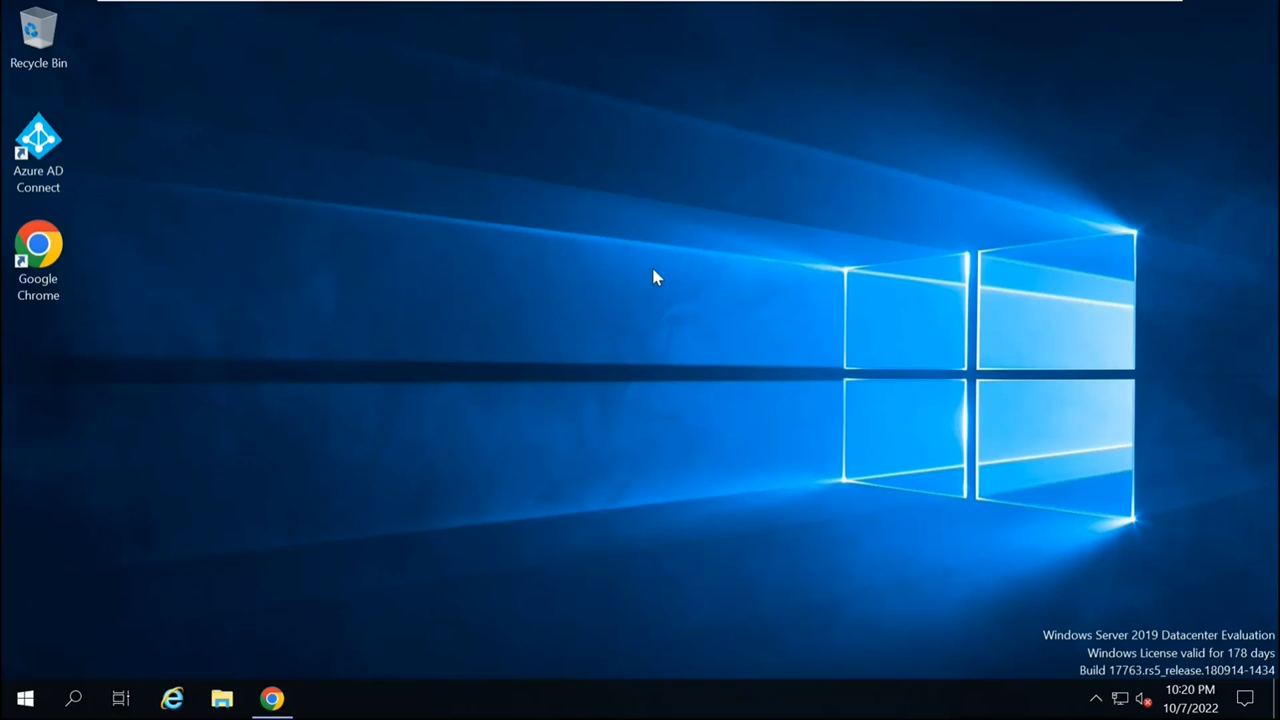 Recycle Bin
Azure AD
Connect
Google
Chrome
Windows Server 2019 Datacenter Evaluation
Windows License valid for 178 days
Build 17763.rs5_release.180914-1434
10:20 PM
10/7/2022